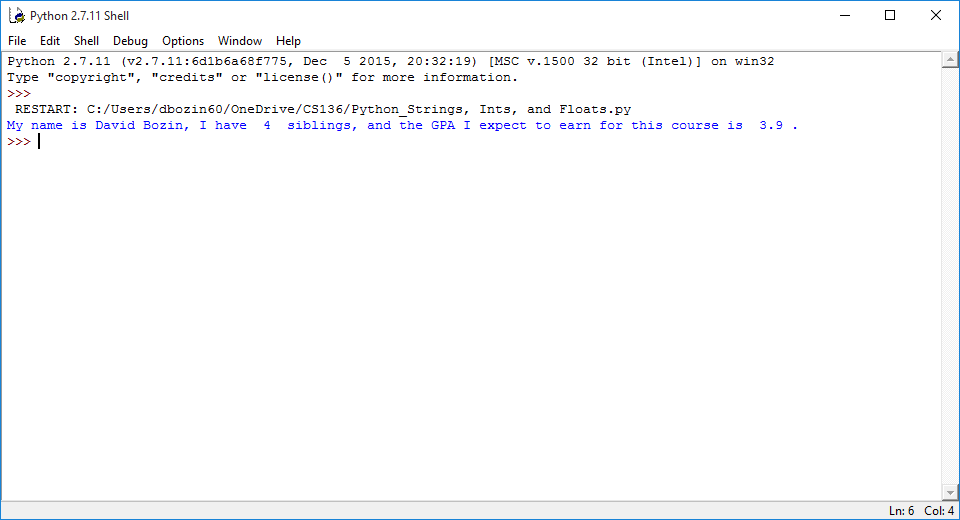 Python 2.7.11 Shell
File Edit Shell Debug Options Window Help
Python 2.7.11 (v2.7.11:6d1b6a68f775, Dec  5 2015, 20:32:19) [MSC v.1500 32 bit (Intel)] on win32
Type "copyright", "credits" or "license()" for more information.
>>>
 RESTART: C:/Users/dbozin60/OneDrive/CS136/Python_Strings, Ints, and Floats.py
My name is David Bozin, I have  4  siblings, and the GPA I expect to earn for this course is  3.9 .
>>>
Ln: 6 Col: 4